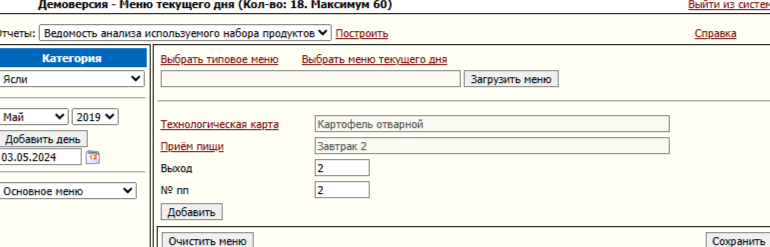 Демоверсия - Меню текущего дня (Кол-во: 18. Максимум 60) Выйти из систем
Отчеты: Ведомость анализа используемого набора продуктов Построить Справка
Категория
Ясли
Май 2019
Добавить день
03.05.2024
Основное меню
Выбрать типовое меню Выбрать меню текущего дня
Загрузить меню
Технологическая карта Картофель отварной
Приём пищи Завтрак 2
Выход 2
№ пп 2
Добавить
Очистить меню Сохранить